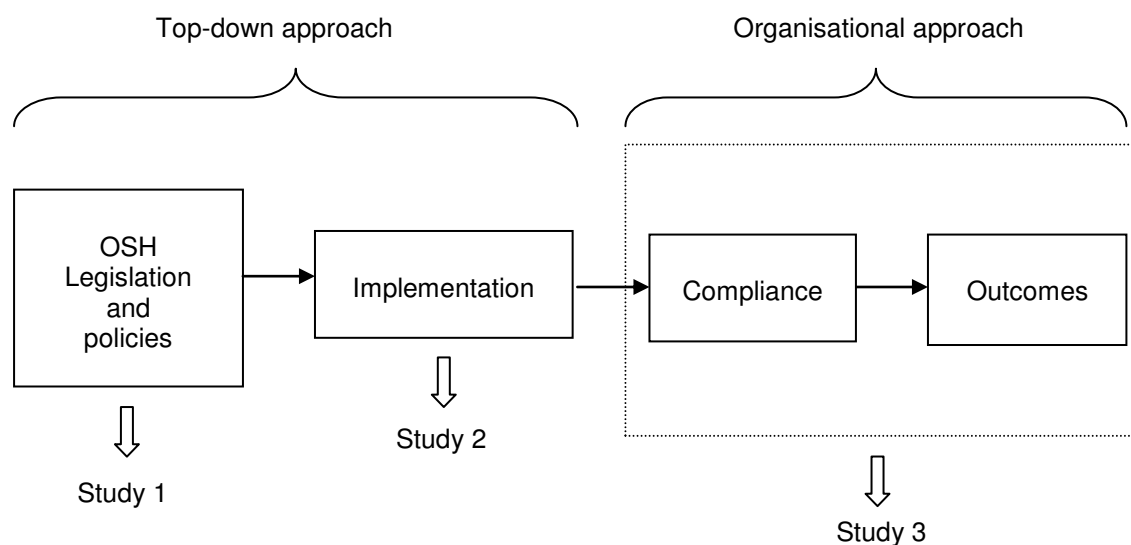 Top-down approach
Organisational approach
OSH
Legislation
and
policies
Implementation
Compliance
Outcomes
Study 1
Study 2
Study 3